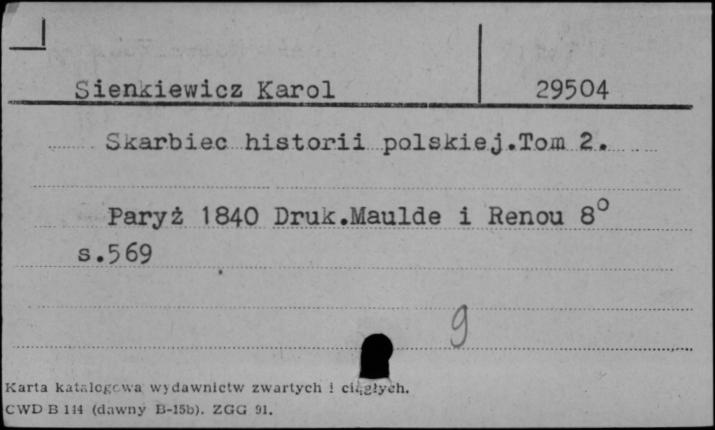 Sienkiewicz Karol 29504
Skarbiec historii polskiej.Tom 2.
Paryż 1840 Druk.Maulde i Renou 8°
s.569
9
Karta katalogowa wydawnictw zwartych i ciągłych.
CWD B 114 (dawny B-15b). ZGG 91.